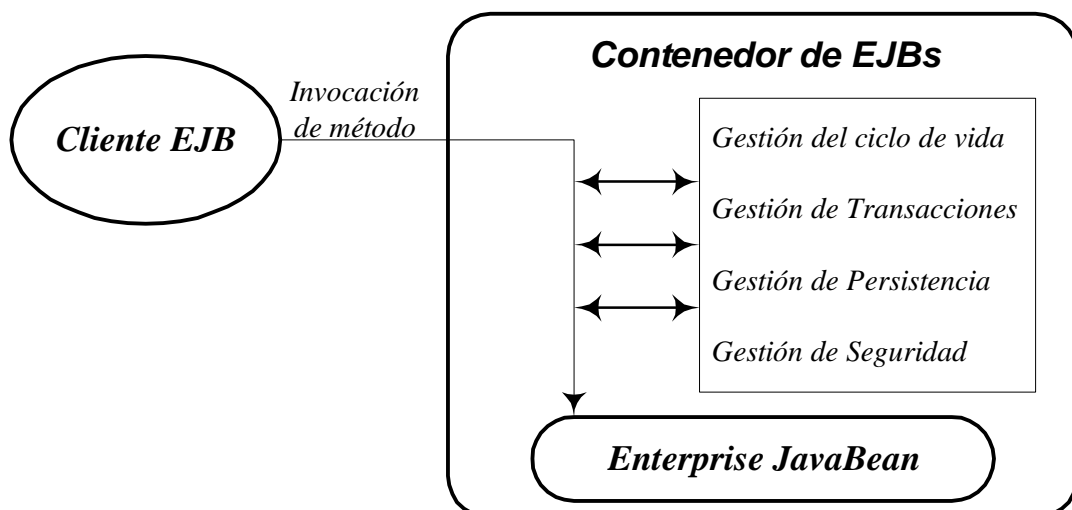 Contenedor de EJBs
Invocación
de método
Cliente EJB
Gestión del ciclo de vida
Gestión de Transacciones
Gestión de Persistencia
Gestión de Seguridad
Enterprise JavaBean